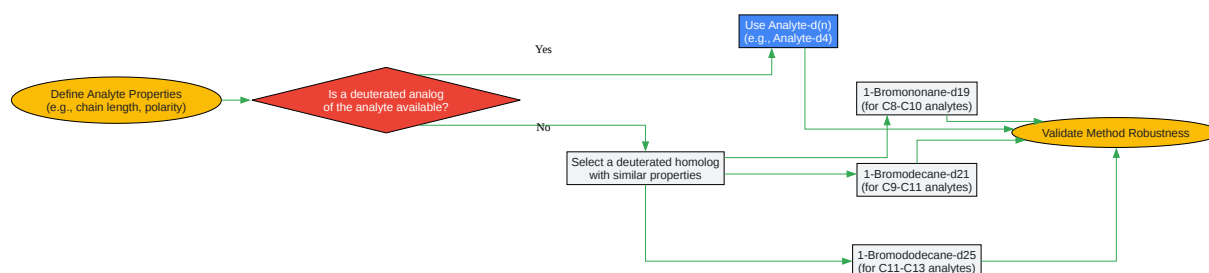 Define Analyte Properties
(e.g., chain length, polarity)
Is a deuterated analog
of the analyte available?
Yes
Use Analyte-d(n)
(e.g., Analyte-d4)
No
Select a deuterated homolog
with similar properties
1-Bromononane-d19
(for C8-C10 analytes)
1-Bromodecane-d21
(for C9-C11 analytes)
1-Bromododecane-d25
(for C11-C13 analytes)
Validate Method Robustness